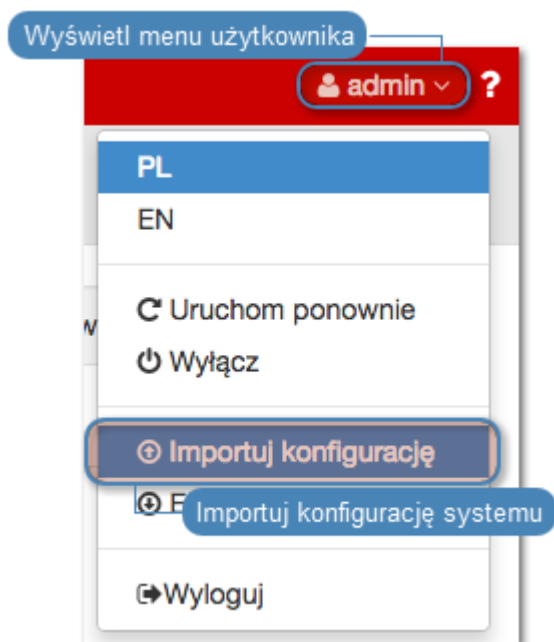 Wyświetl menu użytkownika
admin ?
PL
EN
w
Uruchom ponownie
Wyłącz
Importuj konfigurację
E
Importuj konfigurację systemu
Wyloguj